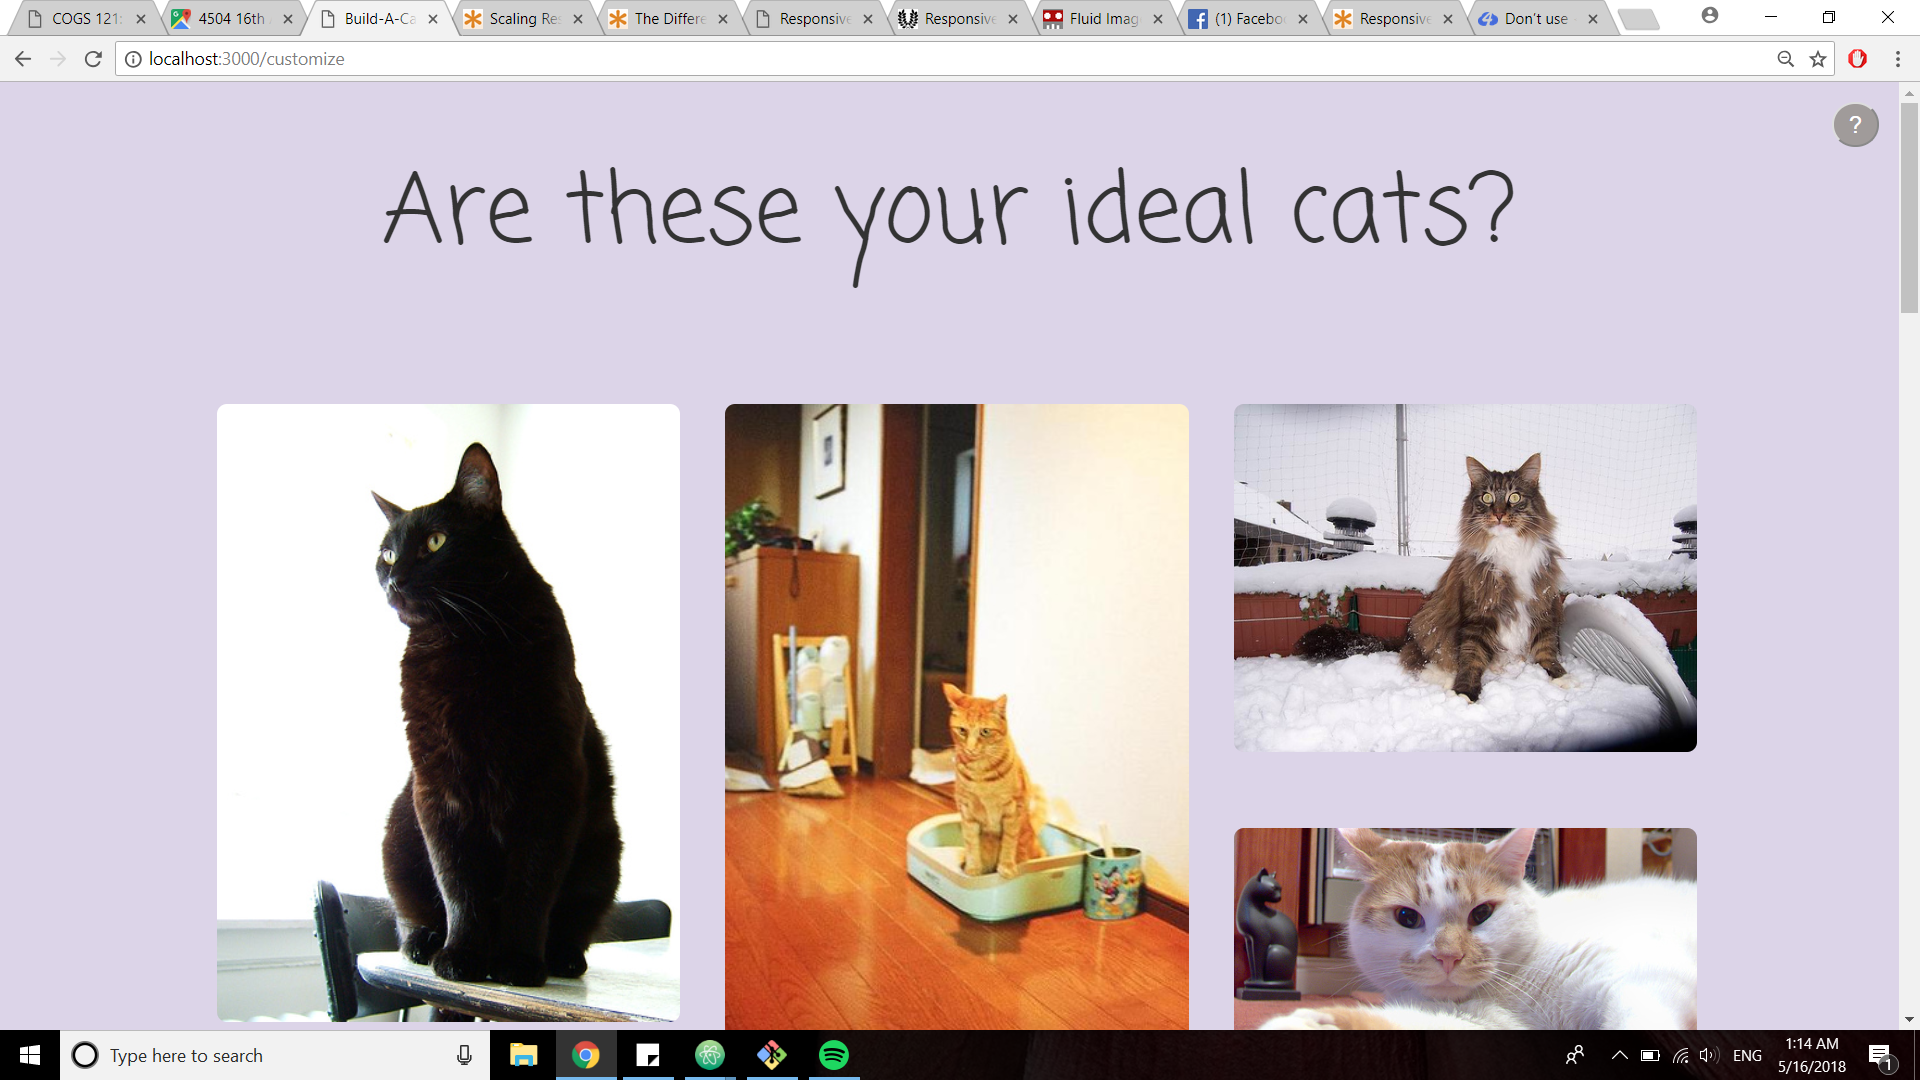 COGS 121:
4504 16th
Build-A-Ca
Scaling Re
The Differe
Responsive
Responsive
Fluid Imag
(1) Facebo
Responsive
Don't use
localhost:3000/customize
?
Are these your ideal cats?
Type here to search
ENG
1:14 AM
5/16/2018
1